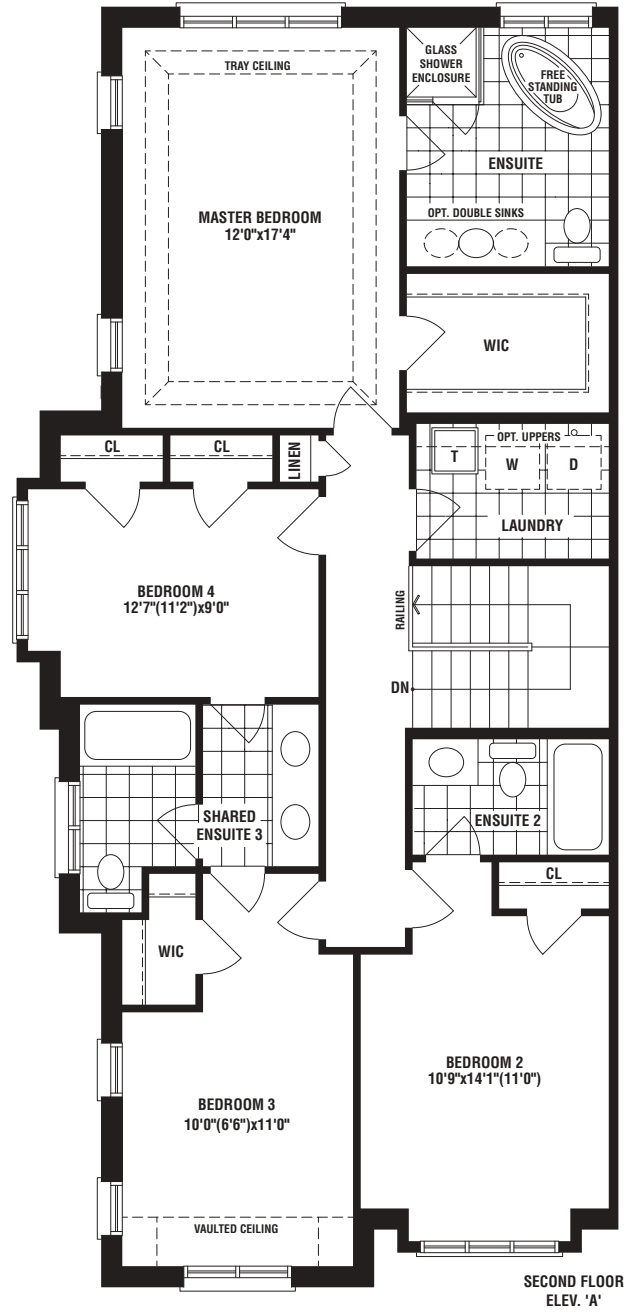 GLASS
SHOWER
ENCLOSURE
FREE
STANDING
TUB
TRAY CEILING
ENSUITE
MASTER BEDROOM
12'0"x17'4"
OPT. DOUBLE SINKS
WIC
CL
CL
LINEN
OPT. UPPERS
T
W
D
LAUNDRY
BEDROOM 4
12'7"(11'2")x9'0"
RAILING
DN
SHARED
ENSUITE 3
ENSUITE 2
CL
WIC
BEDROOM 2
10'9"x14'1"(11'0")
BEDROOM 3
10'0"(6'6")x11'0"
VAULTED CEILING
SECOND FLOOR
ELEV. 'A'